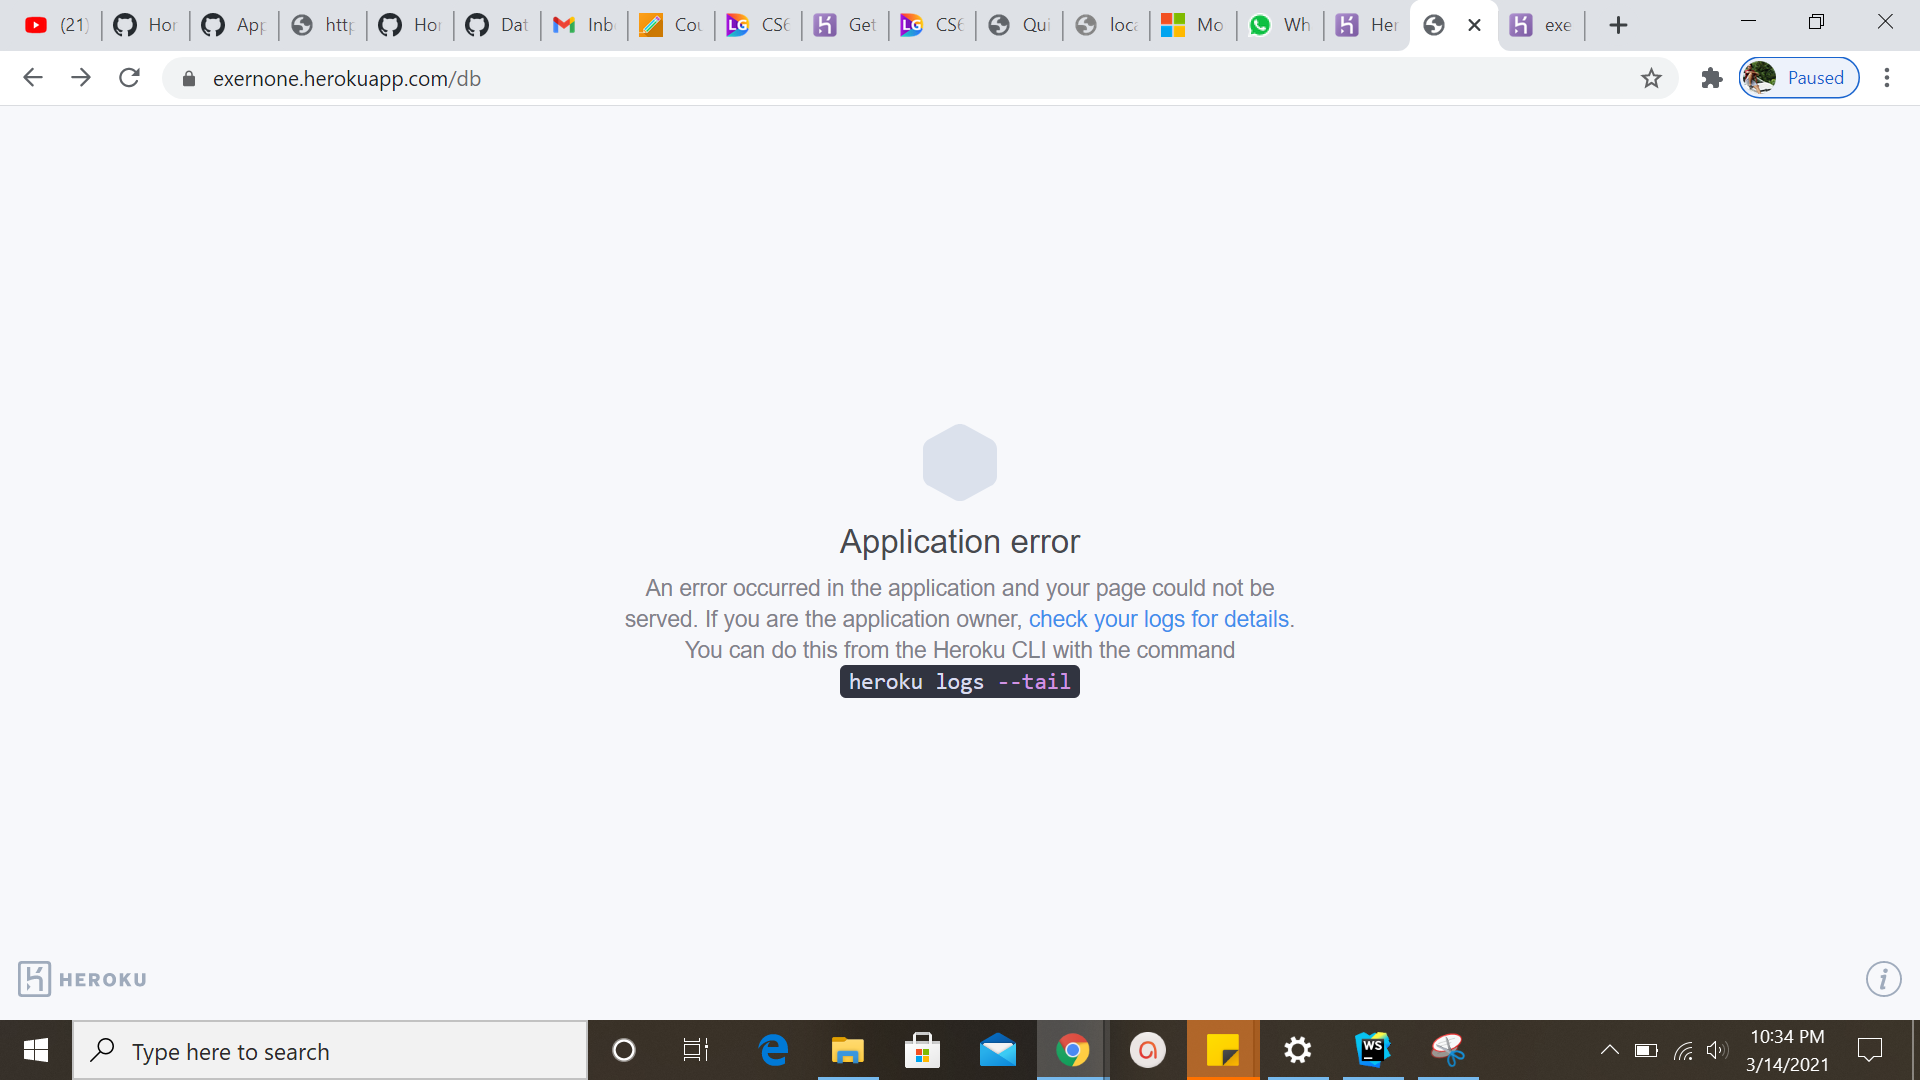 (21)
Hor
App
http
Hor
Dat
Inb
Cou
LG
CS6
Get
LG
CS6
Qui
loca
Mo
Wh
Her
exe
exernone.herokuapp.com/db
Paused
Application error
An error occurred in the application and your page could not be
served. If you are the application owner, check your logs for details.
You can do this from the Heroku CLI with the command
heroku logs --tail
HEROKU
i
Type here to search
WS
10:34 PM
3/14/2021